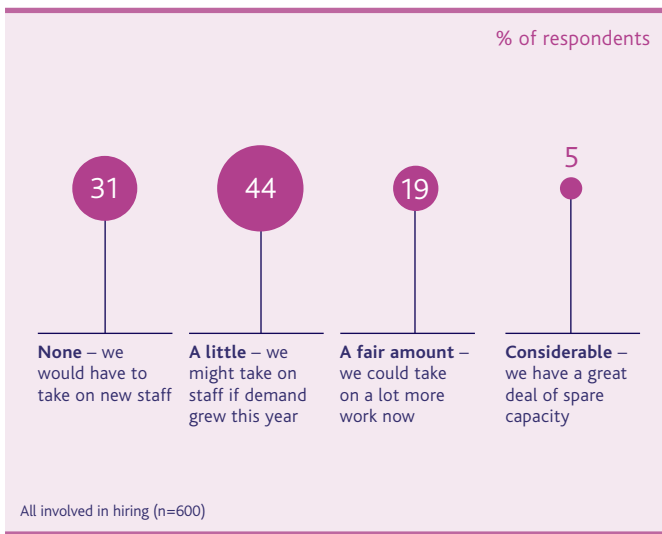 % of respondents
31
44
19
5
None – we
would have to
take on new staff
A little – we
might take on
staff if demand
grew this year
A fair amount –
we could take
on a lot more
work now
Considerable –
we have a great
deal of spare
capacity
All involved in hiring (n=600)